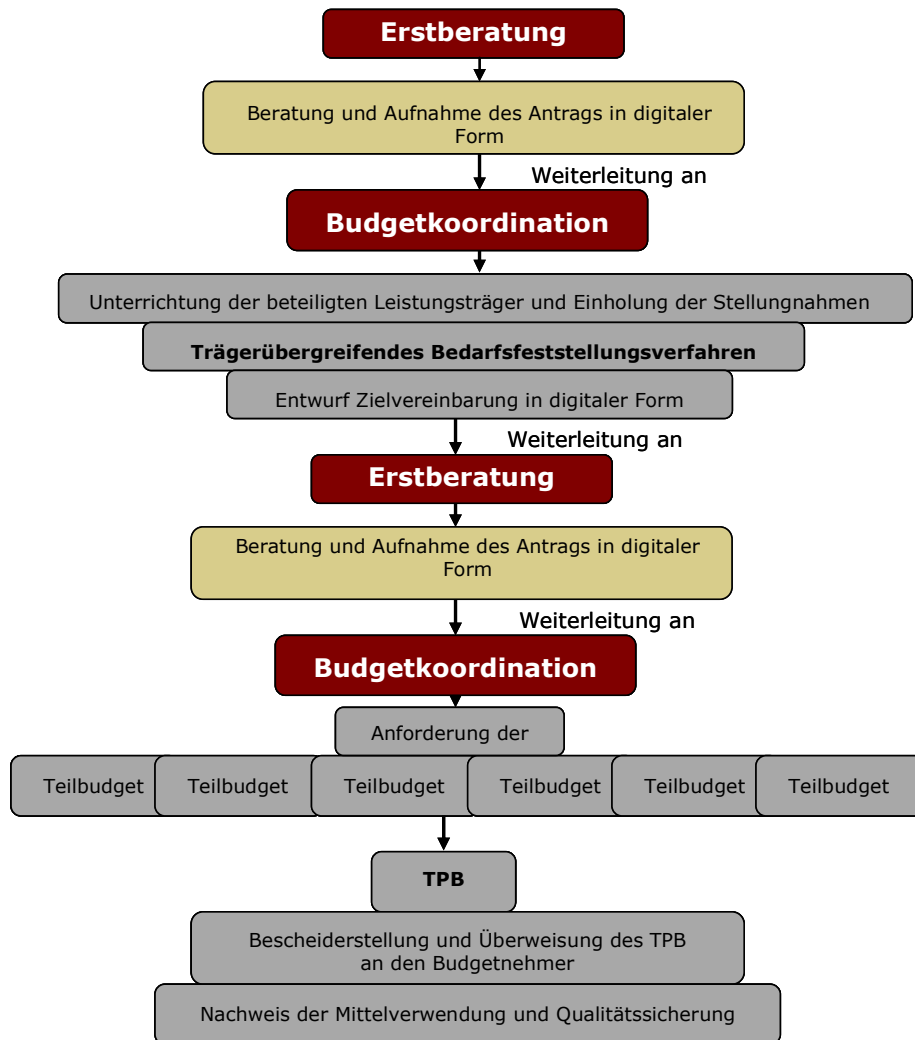 Erstberatung
Beratung und Aufnahme des Antrags in digitaler
Form
Weiterleitung an
Budgetkoordination
Unterrichtung der beteiligten Leistungsträger und Einholung der Stellungnahmen
Trägerübergreifendes Bedarfsfeststellungsverfahren
Entwurf Zielvereinbarung in digitaler Form
Weiterleitung an
Erstberatung
Beratung und Aufnahme des Antrags in digitaler
Form
Weiterleitung an
Budgetkoordination
Anforderung der
Teilbudget Teilbudget Teilbudget Teilbudget Teilbudget Teilbudget
TPB
Bescheiderstellung und Überweisung des TPB
an den Budgetnehmer
Nachweis der Mittelverwendung und Qualitätssicherung